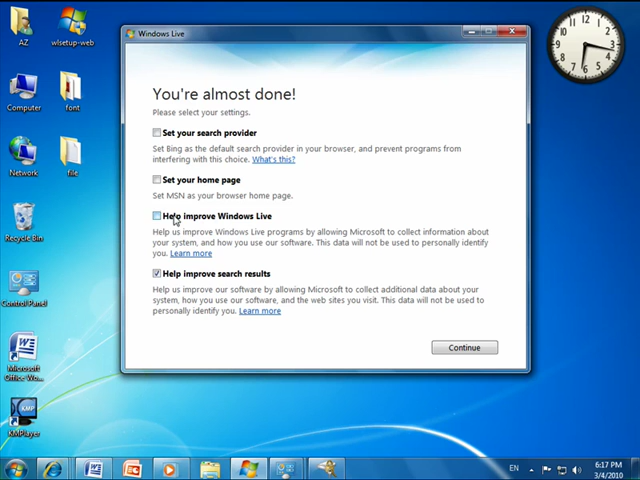 AZ
wlsetup-web
Computer
font
Network
file
Recycle Bin
Control Panel
Microsoft
Office Wo...
KMPlayer
Windows Live
You're almost done!
Please select your settings.
Set your search provider
Set Bing as the default search provider in your browser, and prevent programs from
interfering with this choice. What's this?
Set your home page
Set MSN as your browser home page.
Help improve Windows Live
Help us improve Windows Live programs by allowing Microsoft to collect information about
your system, and how you use our software. This data will not be used to personally identify
you. Learn more
Help improve search results
Help us improve our software by allowing Microsoft to collect additional data about your
system, how you use our software, and the web sites you visit. This data will not be used to
personally identify you. Learn more
Continue
KMP
EN
6:17 PM
3/4/2010